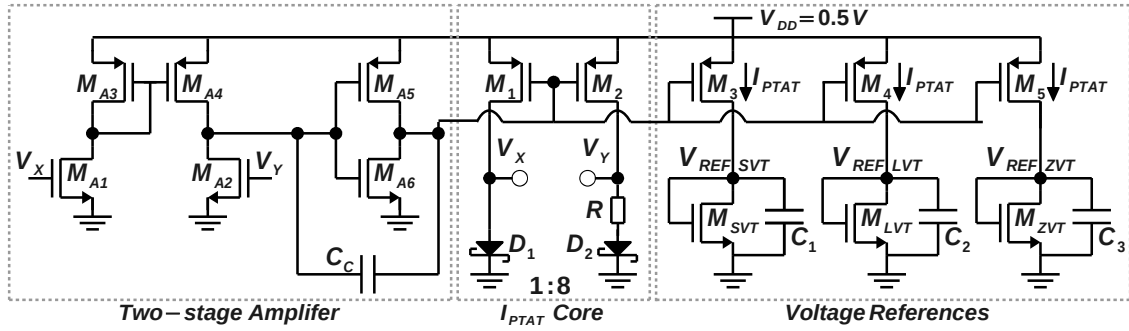 V_DD=0.5V
M_A3 M_A4 M_A5 M_1 M_2 M_3 I_PTAT M_4 I_PTAT M_5 I_PTAT
V_X M_A1 M_A2 V_Y M_A6 V_X V_Y V_REF_SVT V_REF_LVT V_REF_ZVT
R
M_SVT C_1 M_LVT C_2 M_ZVT C_3
C_C D_1 D_2
1:8
Two-stage Amplifer I_PTAT Core Voltage References